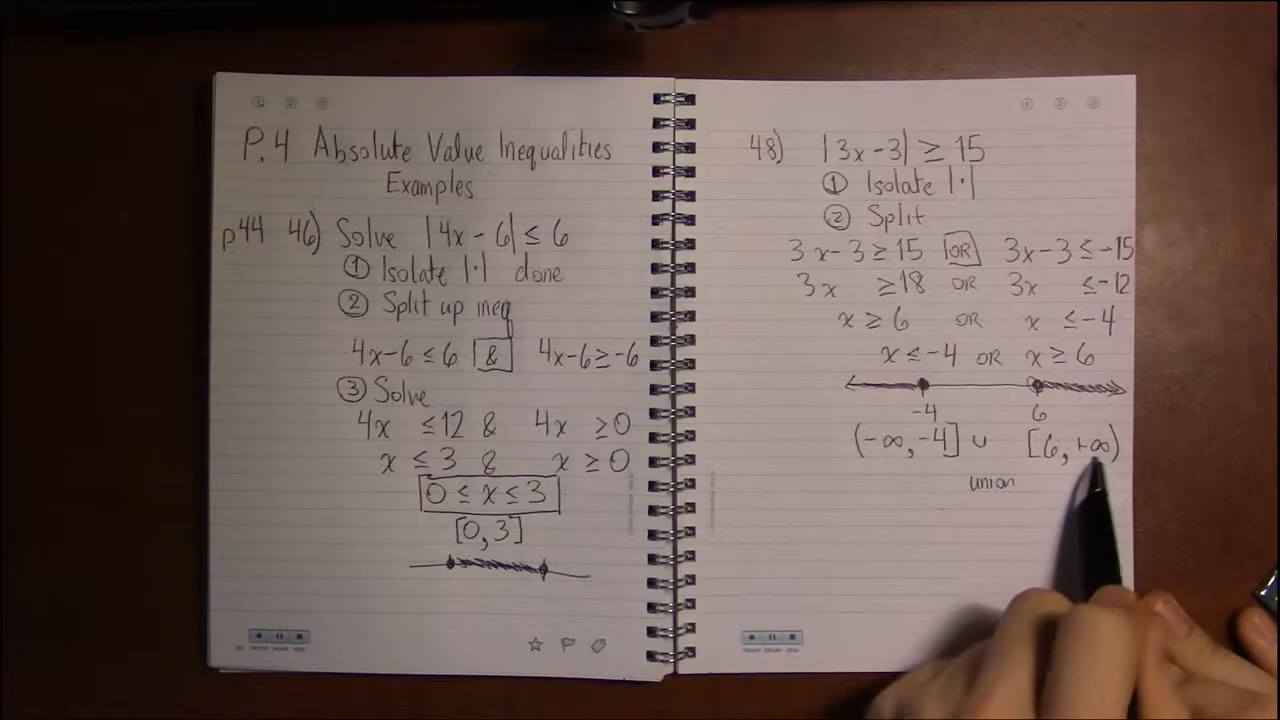 P.4 Absolute Value Inequalities
Examples
p44 46) Solve |4x - 6| ≤ 6
① Isolate |·| done
② Split up ineq
4x-6 ≤ 6 & 4x-6 ≥ -6
③ Solve
4x ≤ 12 & 4x ≥ 0
x ≤ 3 & x ≥ 0
0 ≤ x ≤ 3
[0, 3]
48) |3x - 3| ≥ 15
① Isolate |·|
② Split
3x-3 ≥ 15 OR 3x-3 ≤ -15
3x ≥ 18 OR 3x ≤ -12
x ≥ 6 OR x ≤ -4
x ≤ -4 OR x ≥ 6
-4 6
(-∞, -4] ∪ [6, +∞)
union